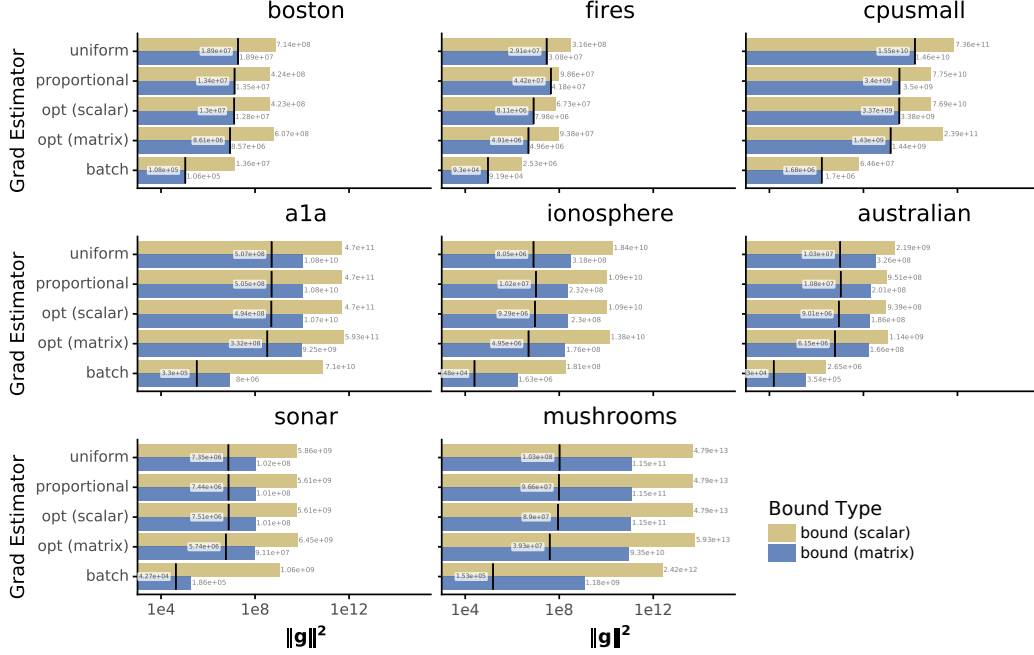 boston
fires
cpusmall
Grad Estimator
uniform
proportional
opt (scalar)
opt (matrix)
batch
7.14e+08
1.89e+07
1.89e+07
4.24e+08
1.34e+07
1.35e+07
4.23e+08
1.3e+07
1.28e+07
6.07e+08
8.61e+06
8.57e+06
1.36e+07
1.08e+05
1.06e+05
3.16e+08
2.91e+07
3.08e+07
9.86e+07
4.42e+07
4.18e+07
6.73e+07
8.11e+06
7.98e+06
9.38e+07
4.91e+06
4.96e+06
2.53e+06
9.3e+04
9.19e+04
7.36e+11
1.55e+10
1.46e+10
7.75e+10
3.4e+09
3.5e+09
7.69e+10
3.37e+09
3.38e+09
2.39e+11
1.43e+09
1.44e+09
6.46e+07
1.68e+06
1.7e+06
a1a
ionosphere
australian
Grad Estimator
uniform
proportional
opt (scalar)
opt (matrix)
batch
4.7e+11
5.07e+08
1.08e+10
4.7e+11
5.05e+08
1.08e+10
4.7e+11
4.94e+08
1.07e+10
5.93e+11
3.32e+08
9.25e+09
7.1e+10
3.3e+05
8e+06
1.84e+10
8.05e+06
3.18e+08
1.09e+10
1.02e+07
2.32e+08
1.09e+10
9.29e+06
2.3e+08
1.38e+10
4.95e+06
1.76e+08
1.81e+08
.48e+04
1.63e+06
2.19e+09
1.03e+07
3.26e+08
9.51e+08
1.08e+07
2.01e+08
9.39e+08
9.01e+06
1.86e+08
1.14e+09
6.15e+06
1.66e+08
2.65e+06
3e+04
3.54e+05
sonar
mushrooms
Grad Estimator
uniform
proportional
opt (scalar)
opt (matrix)
batch
5.86e+09
7.35e+06
1.02e+08
5.61e+09
7.44e+06
1.01e+08
5.61e+09
7.51e+06
1.01e+08
6.45e+09
5.74e+06
9.11e+07
1.06e+09
4.27e+04
1.86e+05
4.79e+13
1.03e+08
1.15e+11
4.79e+13
9.66e+07
1.15e+11
4.79e+13
8.9e+07
1.15e+11
5.93e+13
3.93e+07
9.35e+10
2.42e+12
1.53e+05
1.18e+09
Bound Type
bound (scalar)
bound (matrix)
1e4 1e8 1e12
1e4 1e8 1e12
‖g‖²
‖g‖²